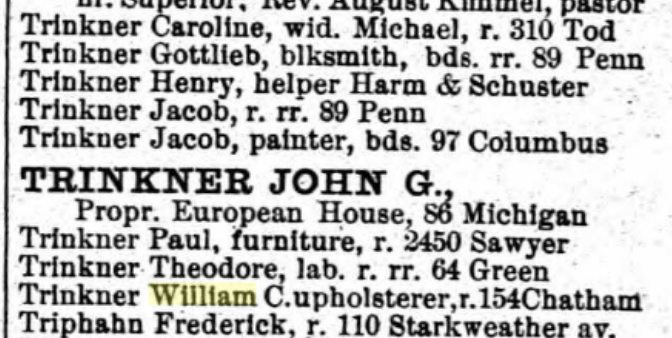 nr. Superior, Rev. August Kimmel, pastor
Trinkner Caroline, wid. Michael, r. 310 Tod
Trinkner Gottlieb, blksmith, bds. rr. 89 Penn
Trinkner Henry, helper Harm & Schuster
Trinkner Jacob, r. rr. 89 Penn
Trinkner Jacob, painter, bds. 97 Columbus
TRINKNER JOHN G.,
Propr. European House, 86 Michigan
Trinkner Paul, furniture, r. 2450 Sawyer
Trinkner Theodore, lab. r. rr. 64 Green
Trinkner William C.upholsterer,r.154Chatham
Triphahn Frederick, r. 110 Starkweather av.